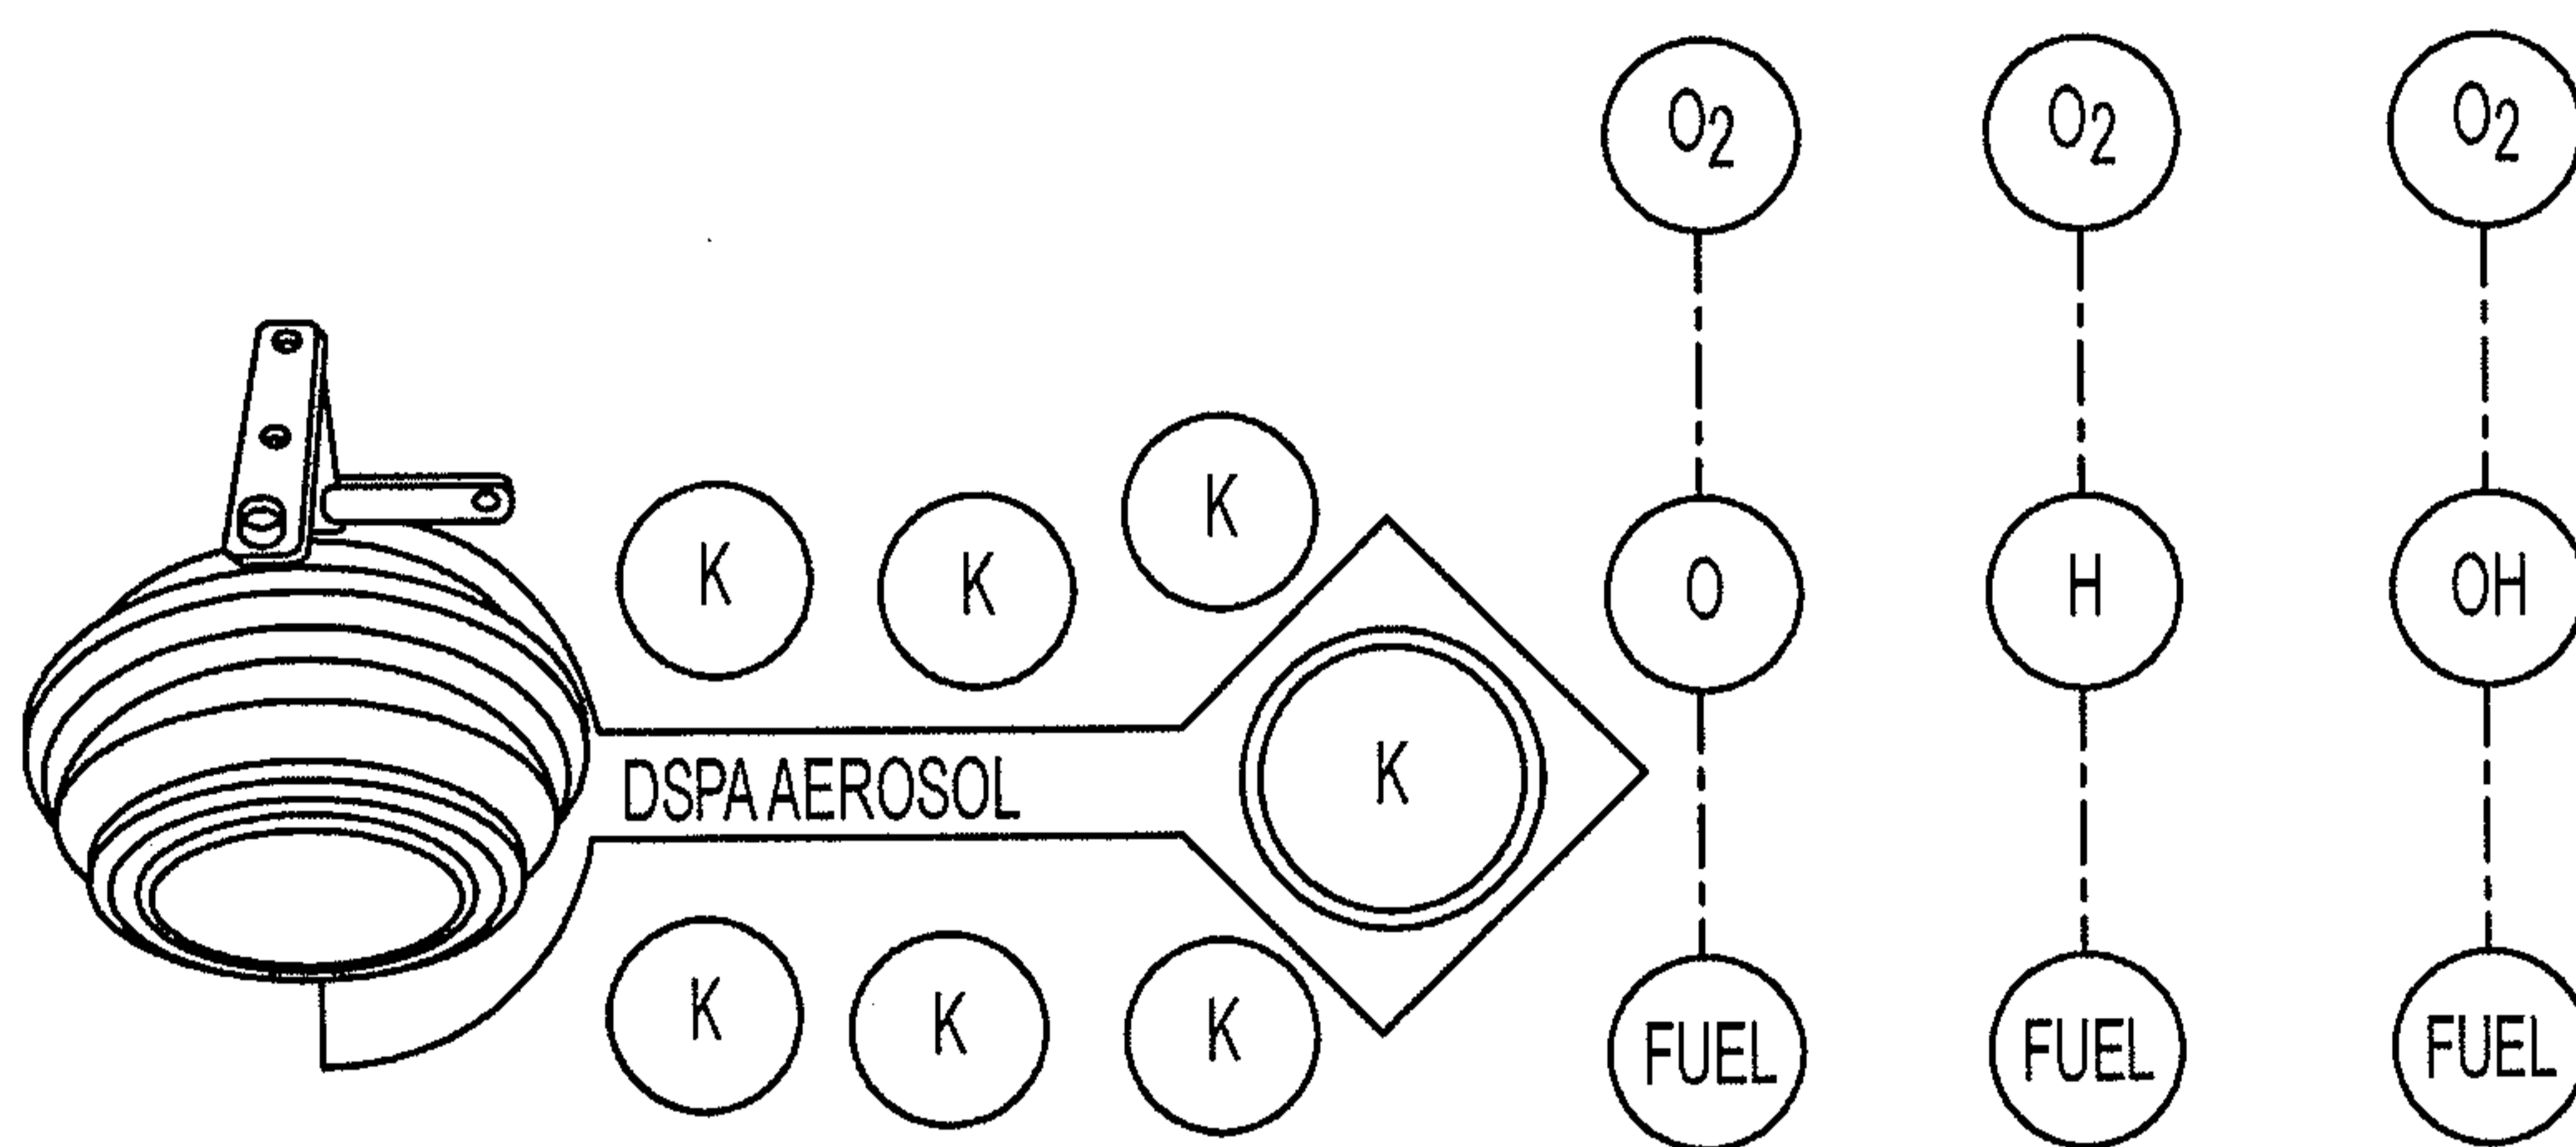 O2 O2 O2
K K K
O H OH
DSPA AEROSOL K
K K K
FUEL FUEL FUEL